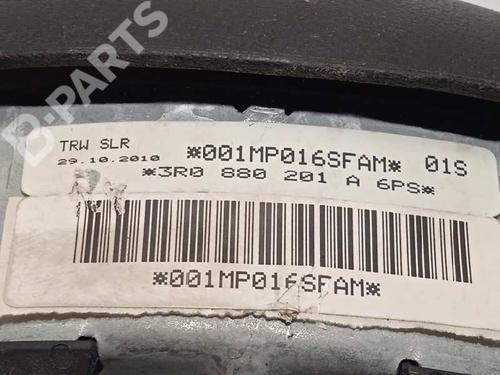 D-PARTS
TRW SLR
29.10.2010
*001MP016SFAM* 01S
*3R0 880 201 A 6PS*
*001MP016SFAM*